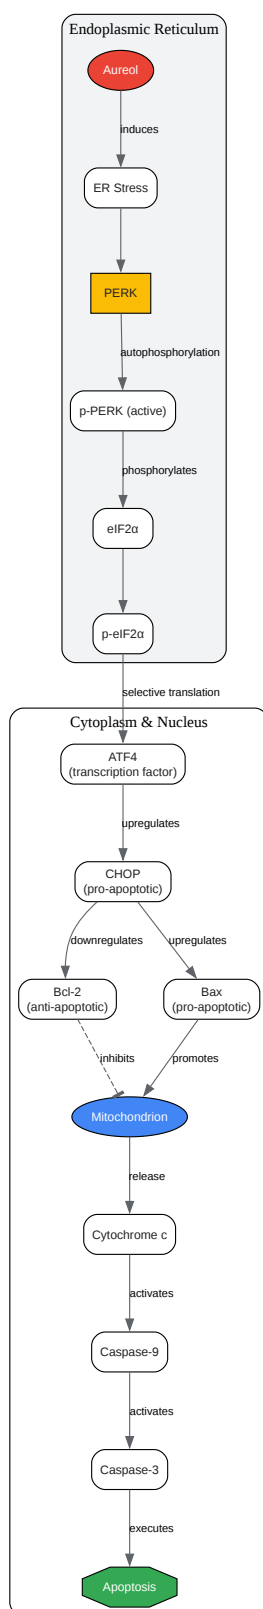 Endoplasmic Reticulum
Aureol
induces
ER Stress
PERK
autophosphorylation
p-PERK (active)
phosphorylates
eIF2α
p-eIF2α
selective translation
Cytoplasm & Nucleus
ATF4
(transcription factor)
upregulates
CHOP
(pro-apoptotic)
downregulates
upregulates
Bcl-2
(anti-apoptotic)
Bax
(pro-apoptotic)
inhibits
promotes
Mitochondrion
release
Cytochrome c
activates
Caspase-9
activates
Caspase-3
executes
Apoptosis